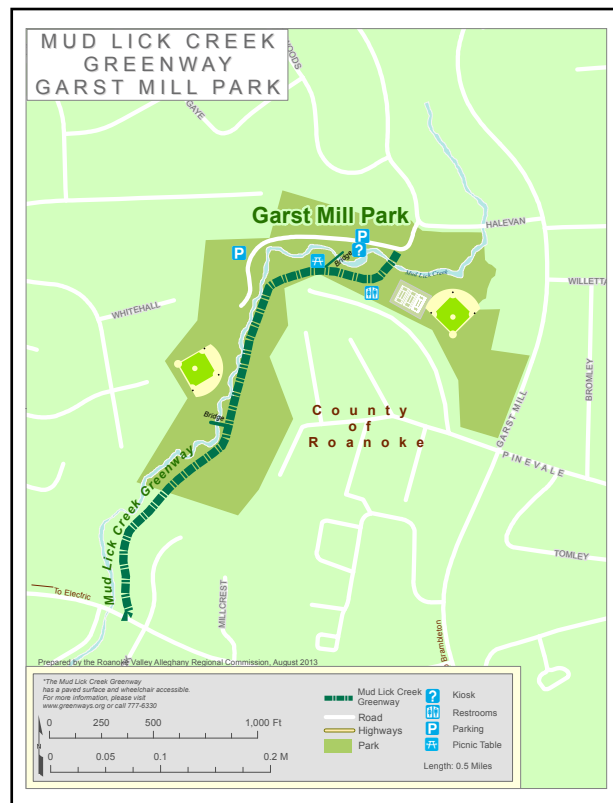 MUD LICK CREEK
GREENWAY
GARST MILL PARK
OODS
GAYE
Garst Mill Park
HALEVAN
P
?
P
Bridge
Mud Lick Creek
WILLETTA
WHITEHALL
BROMLEY
County
of
Roanoke
GARST MILL
Bridge
PINEVALE
Mud Lick Creek Greenway
TOMLEY
To Electric
MILLCREST
Brambleton
Prepared by the Roanoke Valley Alleghany Regional Commission, August 2013
"The Mud Lick Creek Greenway
has a paved surface and wheelchair accessible.
For more information, please visit
www.greenways.org or call 777-6330
0 250 500 1,000 Ft
N
0 0.05 0.1 0.2 M
Mud Lick Creek
Greenway
Road
Highways
Park
? Kiosk
Restrooms
P Parking
Picnic Table
Length: 0.5 Miles